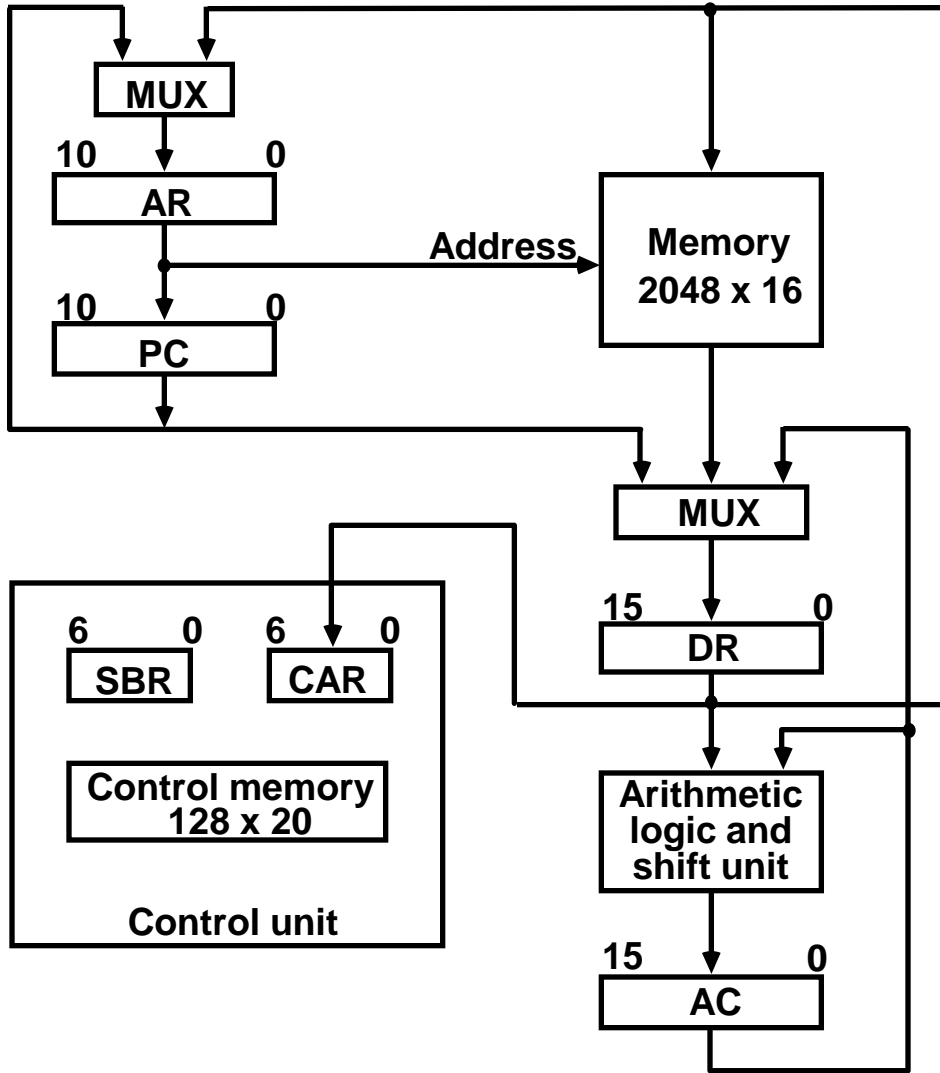 MUX
10 0
AR
Address
Memory
2048 x 16
10 0
PC
MUX
15 0
DR
6 0 6 0
SBR CAR
Control memory
128 x 20
Control unit
Arithmetic
logic and
shift unit
15 0
AC